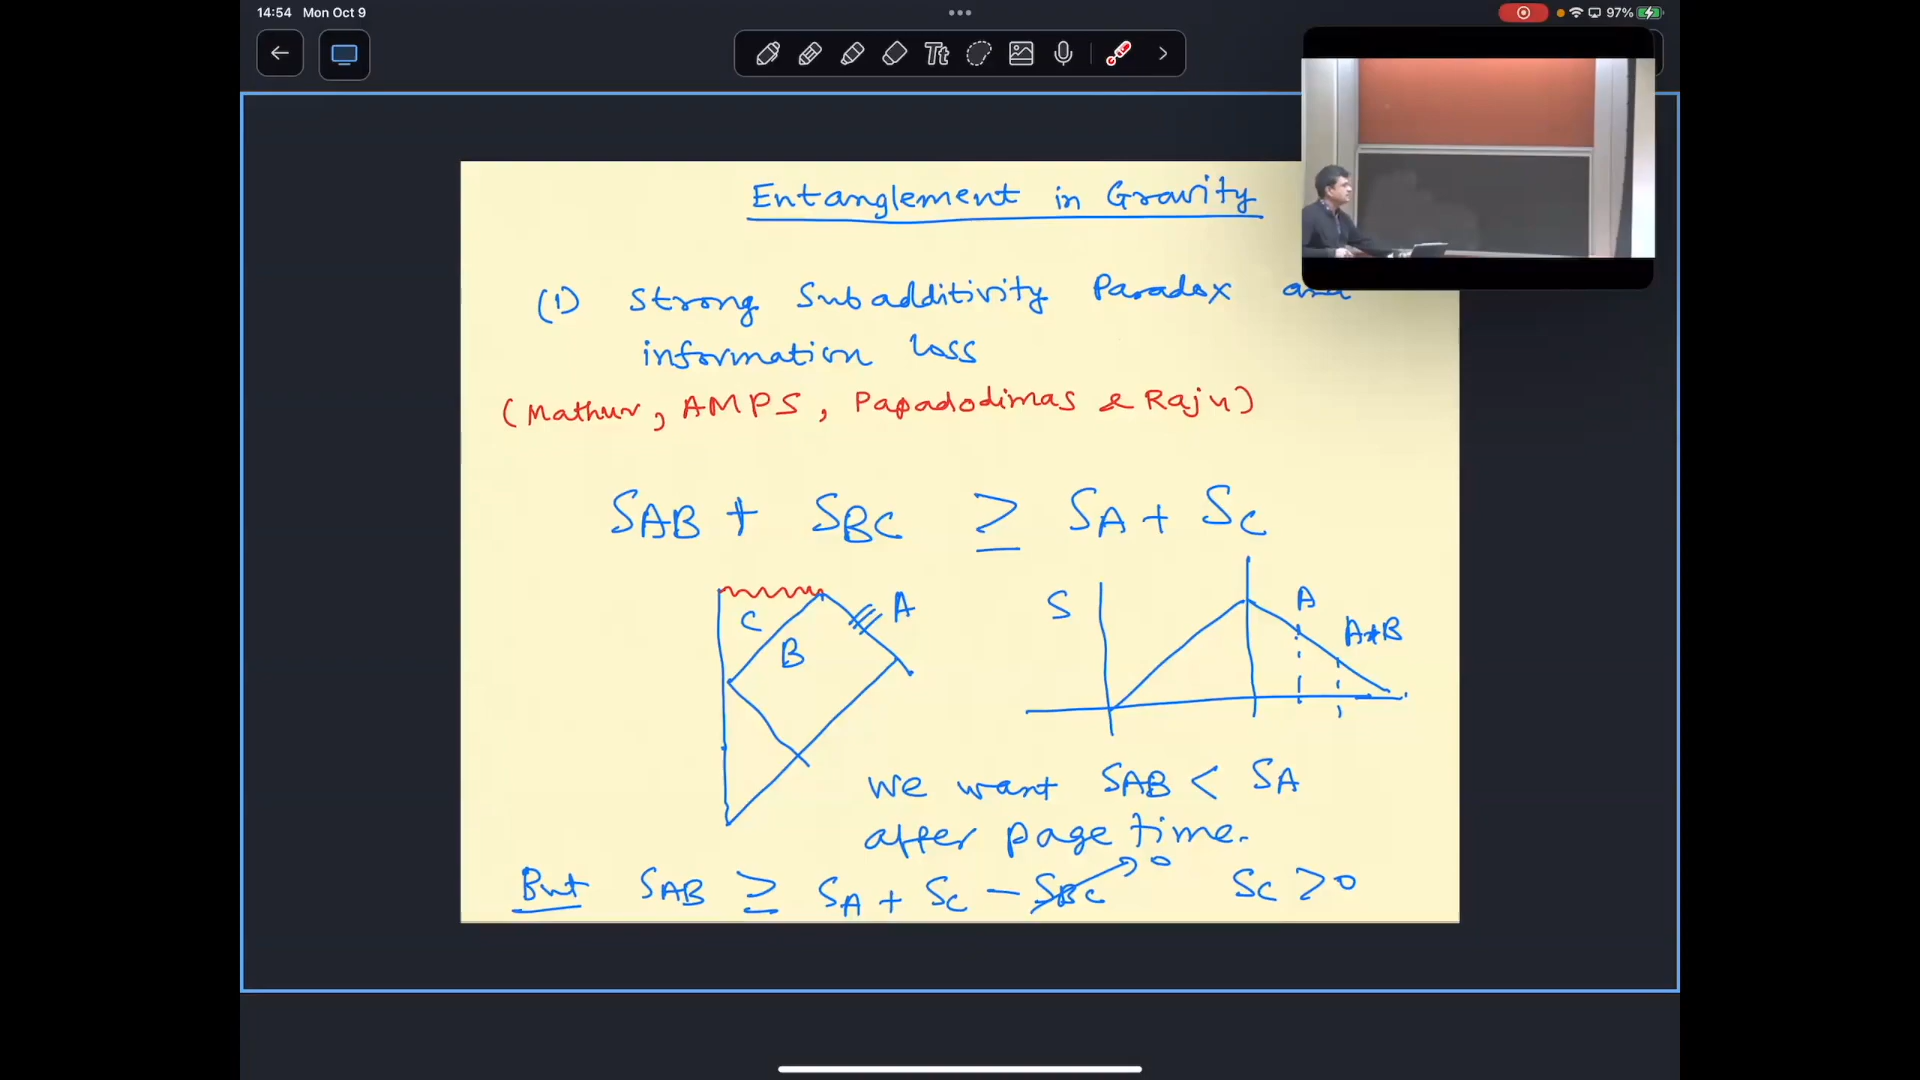 14:54 Mon Oct 9
97%
Tt
Entanglement in Gravity
(1) Strong Subadditivity Paradox and
information loss
(Mathur, AMPS, Papadodimas & Raju)
SAB + SBC ≥ SA + SC
C
B
A
S
A
A*B
We want SAB < SA
after page time.
But SAB ≥ SA + SC - SBC 0 SC > 0